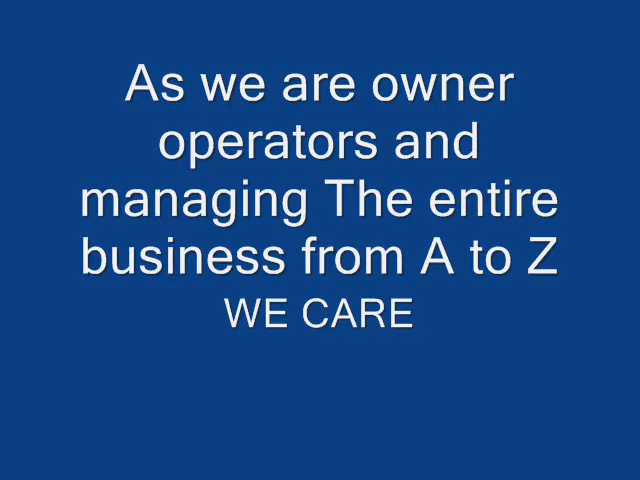 As we are owner
operators and
managing The entire
business from A to Z
WE CARE